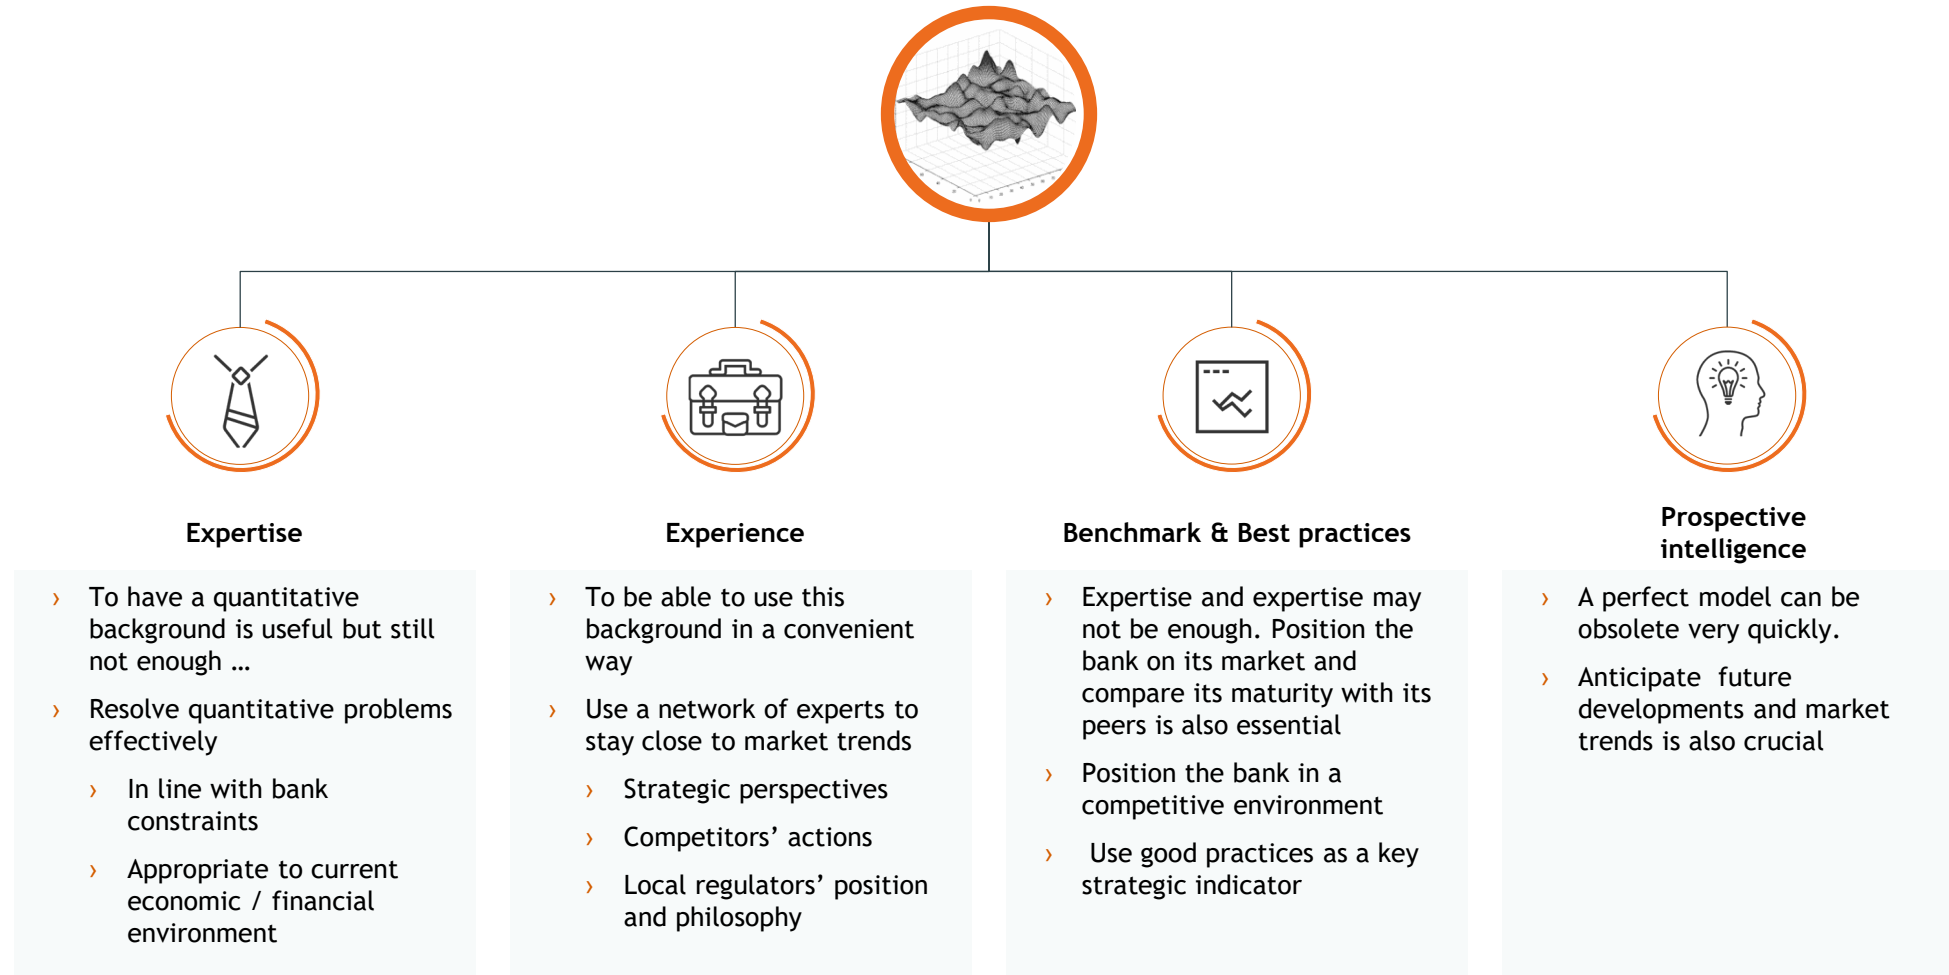 Expertise
› To have a quantitative
background is useful but still
not enough …
› Resolve quantitative problems
effectively
› In line with bank
constraints
› Appropriate to current
economic / financial
environment
Experience
› To be able to use this
background in a convenient
way
› Use a network of experts to
stay close to market trends
› Strategic perspectives
› Competitors’ actions
› Local regulators’ position
and philosophy
Benchmark & Best practices
› Expertise and expertise may
not be enough. Position the
bank on its market and
compare its maturity with its
peers is also essential
› Position the bank in a
competitive environment
› Use good practices as a key
strategic indicator
Prospective
intelligence
› A perfect model can be
obsolete very quickly.
› Anticipate future
developments and market
trends is also crucial